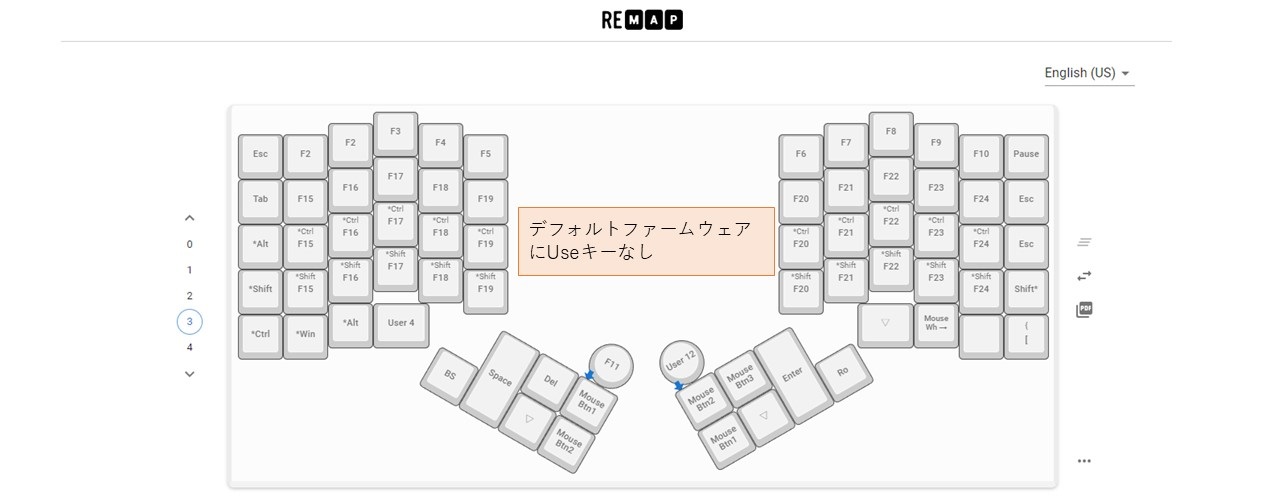 REMAP
English (US)
F3 F8
F2 F4 F7 F9
Esc F2 F5 F6 F10 Pause
F17 F22
F16 F18 F21 F23
Tab F15 F19 F20 F24 Esc
*Ctrl F17 *Ctrl F22
*Ctrl F16 *Ctrl F18 *Ctrl F21 *Ctrl F23
*Alt *Ctrl F15 *Ctrl F19 *Ctrl F20 *Ctrl F24 Esc
*Shift F17 *Shift F22
*Shift F16 *Shift F18 *Shift F21 *Shift F23
*Shift *Shift F15 *Shift F19 *Shift F20 *Shift F24 Shift*
*Ctrl *Win *Alt User 4 ▽ Mouse Wh → { [
デフォルトファームウェア
にUseキーなし
0
1
2
3
4
BS Space Del F11
▽ Mouse Btn1
Mouse Btn2
User 12 Mouse Btn2 Mouse Btn3 Enter Ro
Mouse Btn1 ◁
PDF